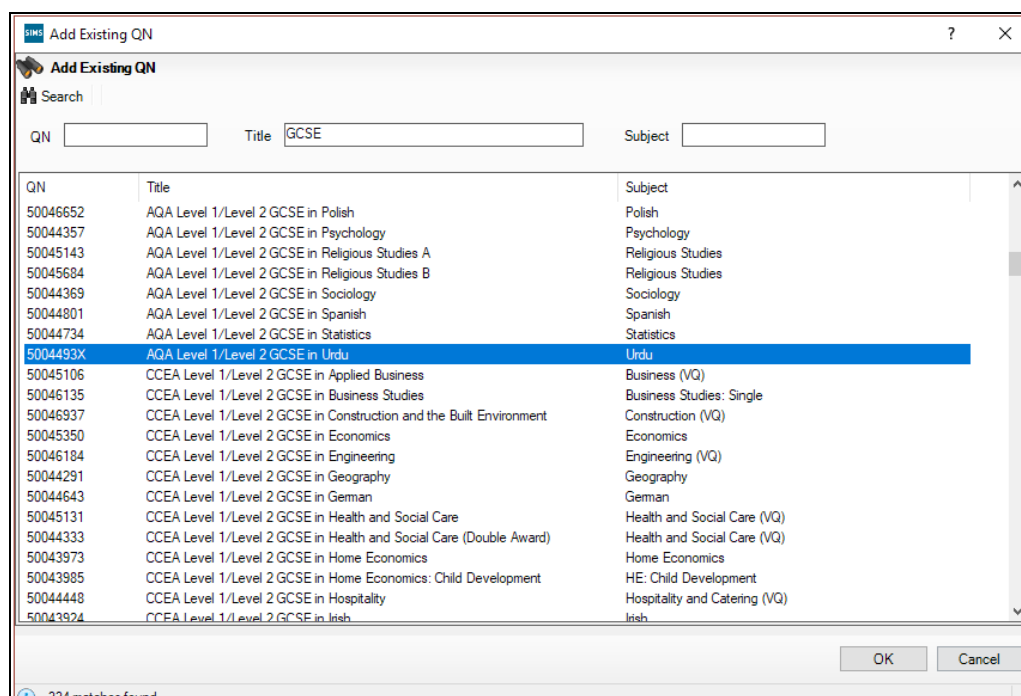 SIMS Add Existing QN ? ×
Add Existing QN
Search
QN Title GCSE Subject
QN Title Subject
50046652 AQA Level 1/Level 2 GCSE in Polish Polish
50044357 AQA Level 1/Level 2 GCSE in Psychology Psychology
50045143 AQA Level 1/Level 2 GCSE in Religious Studies A Religious Studies
50045684 AQA Level 1/Level 2 GCSE in Religious Studies B Religious Studies
50044369 AQA Level 1/Level 2 GCSE in Sociology Sociology
50044801 AQA Level 1/Level 2 GCSE in Spanish Spanish
50044734 AQA Level 1/Level 2 GCSE in Statistics Statistics
5004493X AQA Level 1/Level 2 GCSE in Urdu Urdu
50045106 CCEA Level 1/Level 2 GCSE in Applied Business Business (VQ)
50046135 CCEA Level 1/Level 2 GCSE in Business Studies Business Studies: Single
50046937 CCEA Level 1/Level 2 GCSE in Construction and the Built Environment Construction (VQ)
50045350 CCEA Level 1/Level 2 GCSE in Economics Economics
50046184 CCEA Level 1/Level 2 GCSE in Engineering Engineering (VQ)
50044291 CCEA Level 1/Level 2 GCSE in Geography Geography
50044643 CCEA Level 1/Level 2 GCSE in German German
50045131 CCEA Level 1/Level 2 GCSE in Health and Social Care Health and Social Care (VQ)
50044333 CCEA Level 1/Level 2 GCSE in Health and Social Care (Double Award) Health and Social Care (VQ)
50043973 CCEA Level 1/Level 2 GCSE in Home Economics Home Economics
50043985 CCEA Level 1/Level 2 GCSE in Home Economics: Child Development HE: Child Development
50044448 CCEA Level 1/Level 2 GCSE in Hospitality Hospitality and Catering (VQ)
50043924 CCEA Level 1/Level 2 GCSE in Irish Irish
OK Cancel
matches found